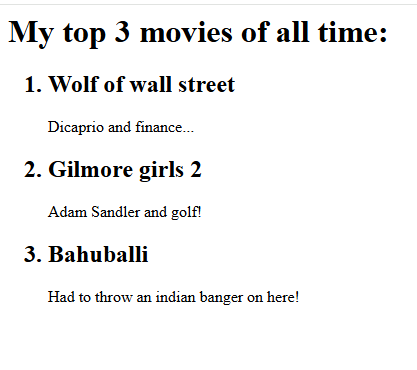 My top 3 movies of all time:
1. Wolf of wall street
Dicaprio and finance...
2. Gilmore girls 2
Adam Sandler and golf!
3. Bahuballi
Had to throw an indian banger on here!